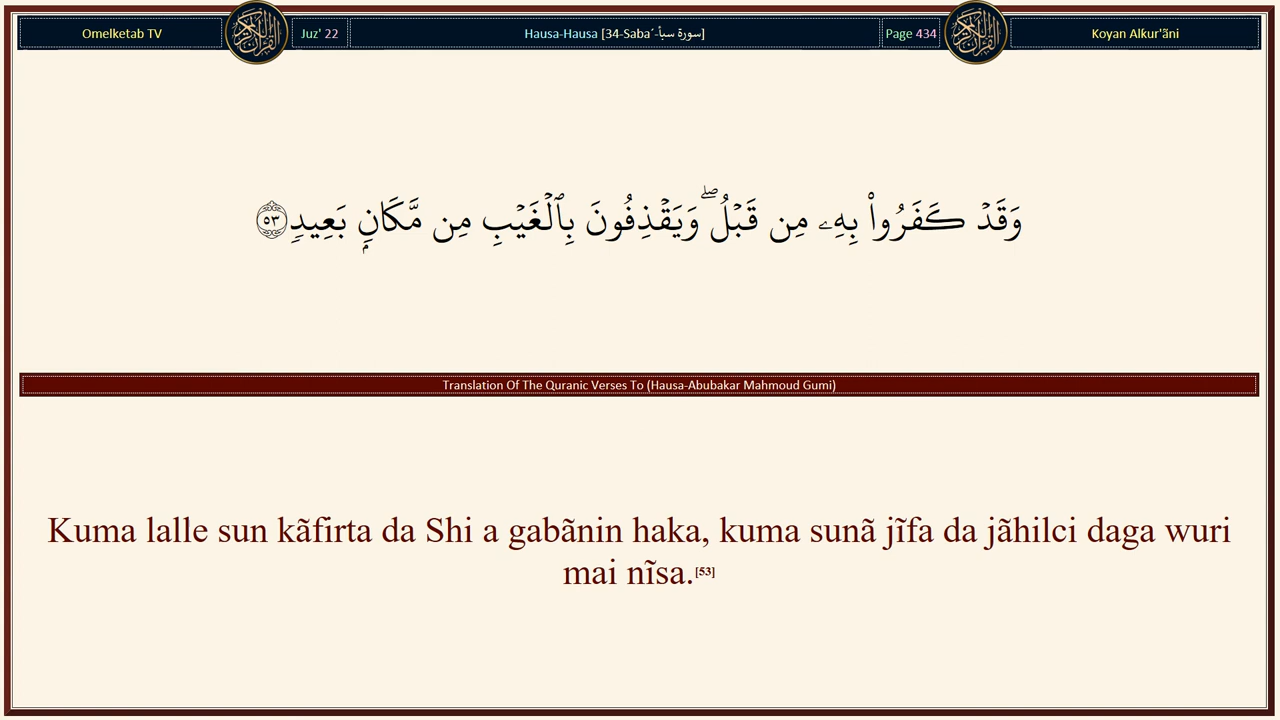 Omelketab TV
Juz' 22
Hausa-Hausa [34-Saba´-سورة سبأ]
Page 434
Koyan Alƙur'ãni
وَقَدۡ كَفَرُواْ بِهِۦ مِن قَبۡلُۖ وَيَقۡذِفُونَ بِٱلۡغَيۡبِ مِن مَّكَانِۭ بَعِيدٖ ٥٣
Translation Of The Quranic Verses To (Hausa-Abubakar Mahmoud Gumi)
Kuma lalle sun kãfirta da Shi a gabãnin haka, kuma sunã jĩfa da jãhilci daga wuri
mai nĩsa.[53]